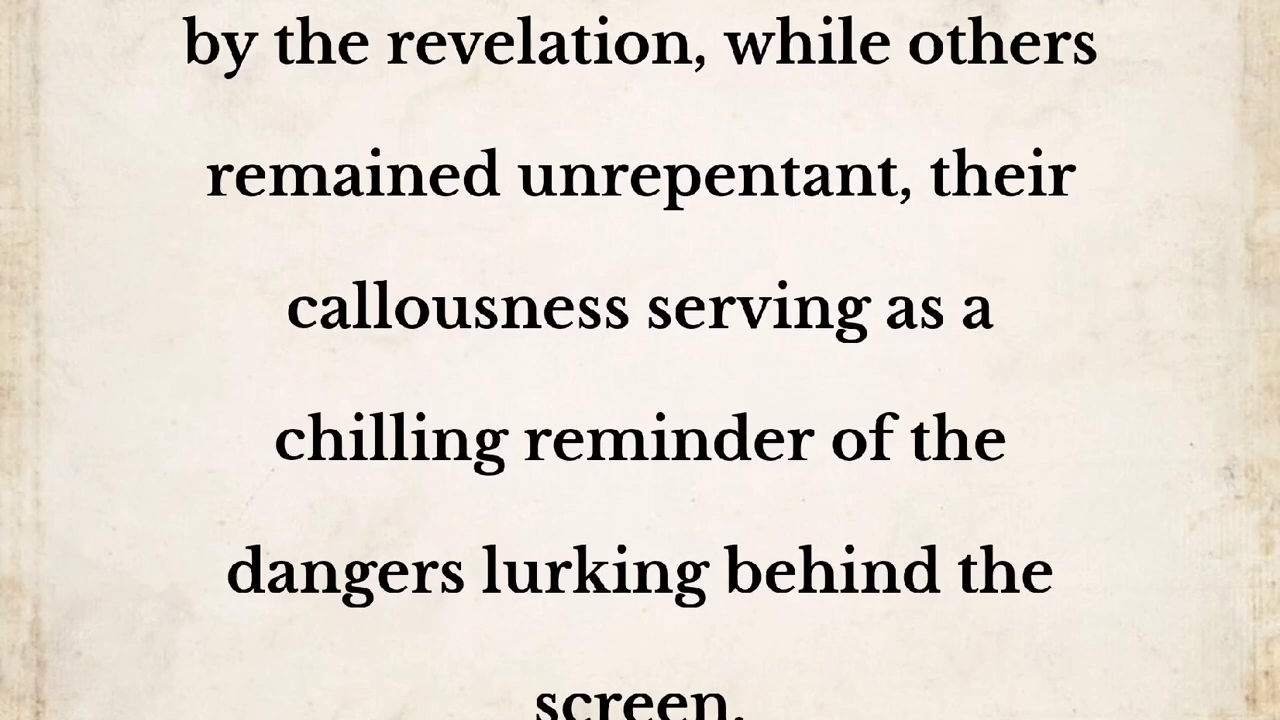 by the revelation, while others
remained unrepentant, their
callousness serving as a
chilling reminder of the
dangers lurking behind the
screen.